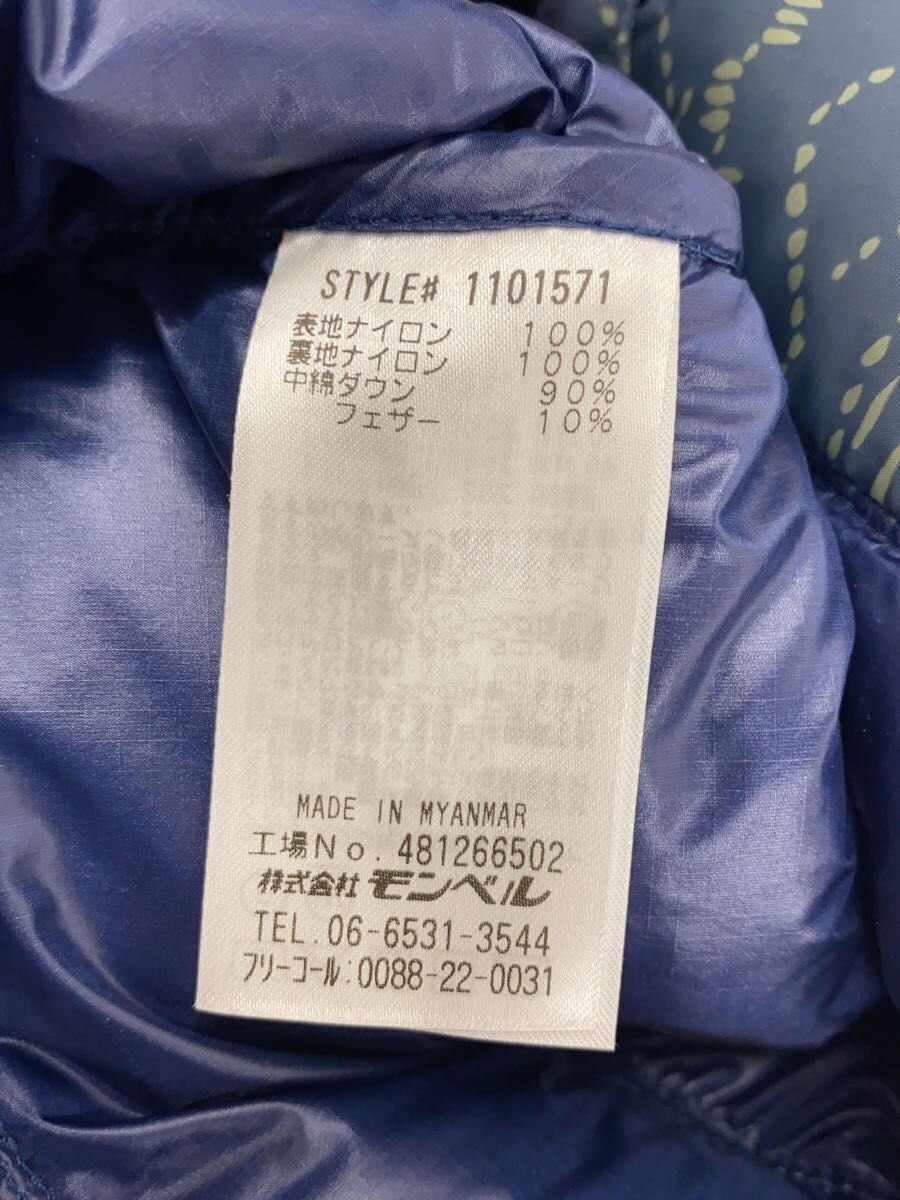 STYLE# 1101571
表地ナイロン 100%
裏地ナイロン 100%
中綿ダウン 90%
フェザー 10%
MADE IN MYANMAR
工場No. 481266502
株式会社 モンベル
TEL. 06-6531-3544
フリーコール:0088-22-0031